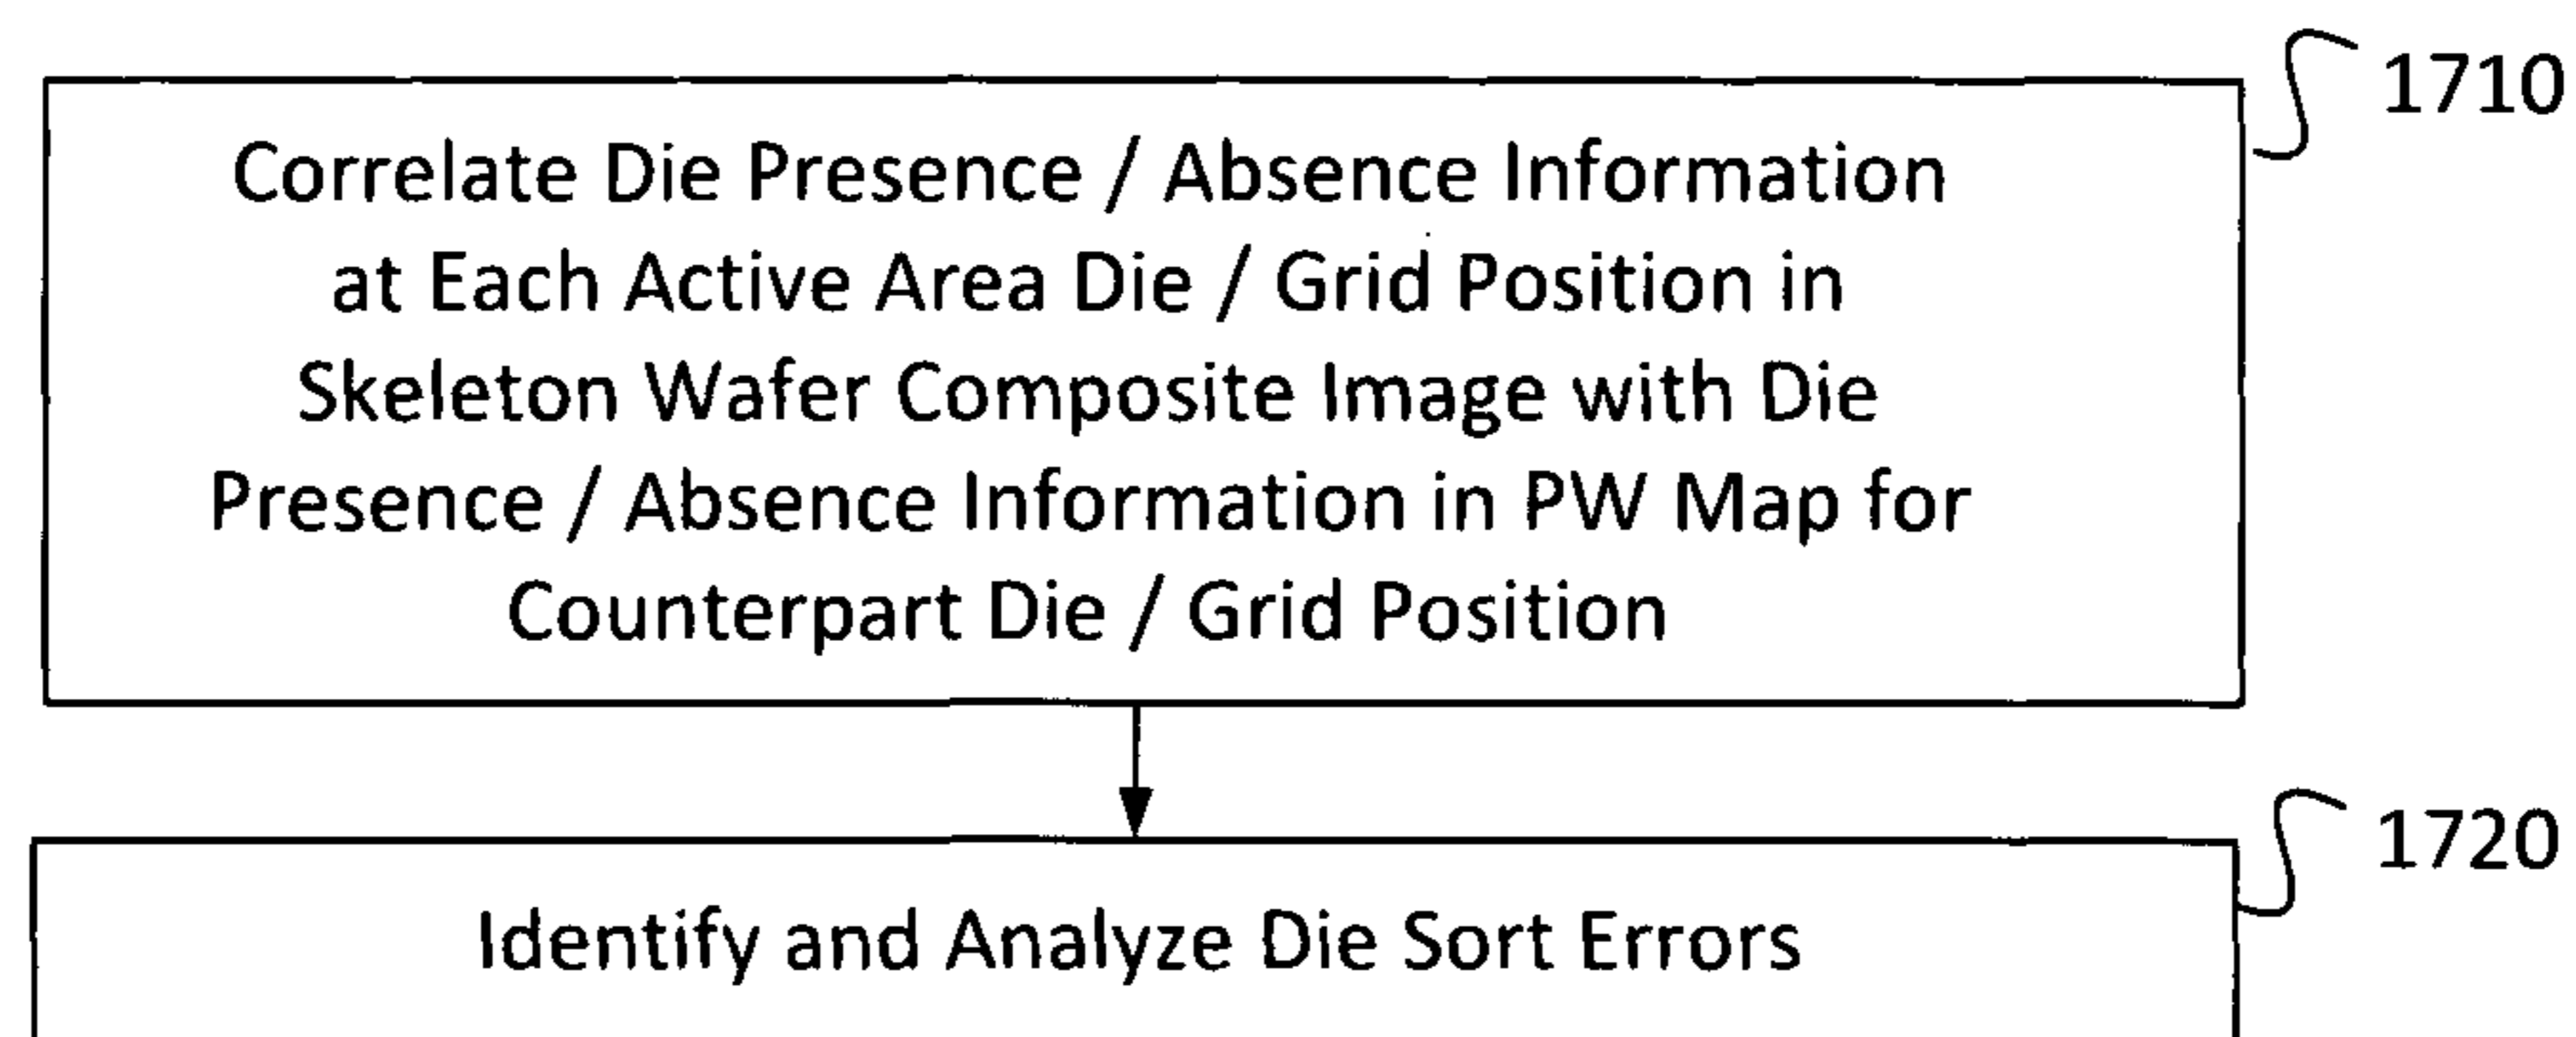 1710
Correlate Die Presence / Absence Information
at Each Active Area Die / Grid Position in
Skeleton Wafer Composite Image with Die
Presence / Absence Information in PW Map for
Counterpart Die / Grid Position
1720
Identify and Analyze Die Sort Errors